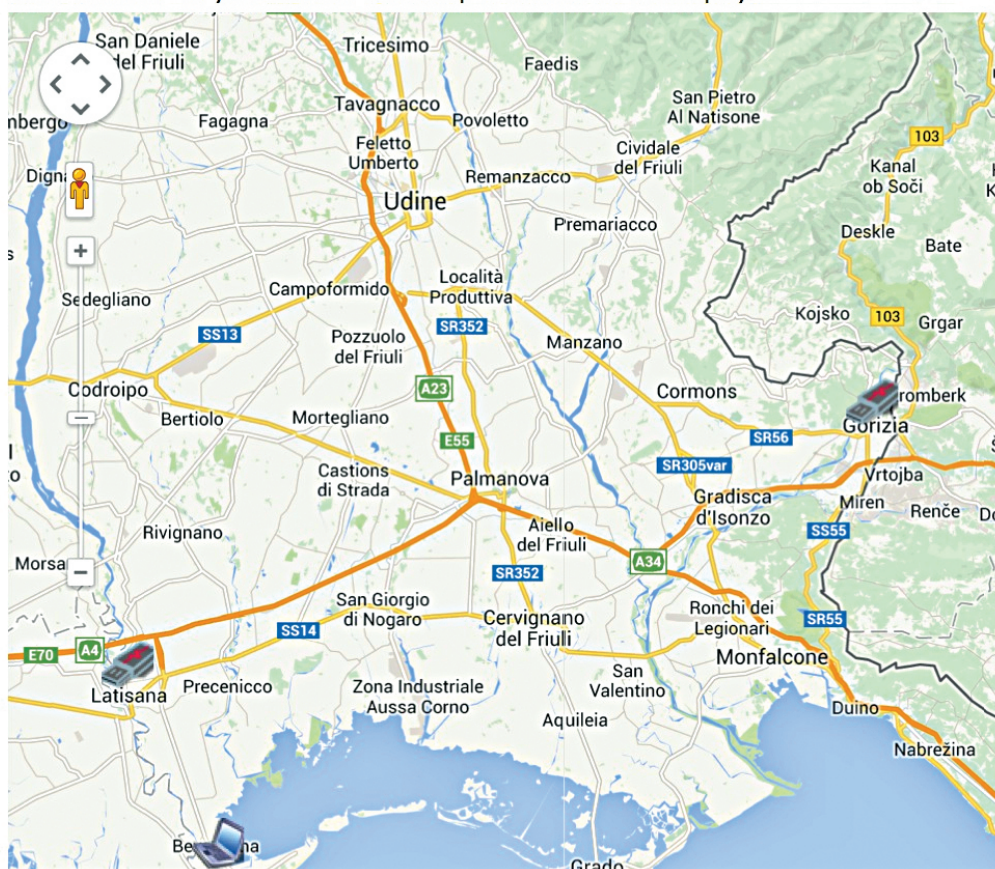 San Daniele
del Friuli
Tricesimo
Faedis
Tavagnacco
Fagagna
Povoletto
San Pietro
Al Natisone
Feletto
Umberto
Cividale
del Friuli
103
Remanzacco
Kanal
ob Soči
Udine
Premariacco
Deskle
Bate
Località
Produttiva
Campoformido
Sedegliano
Kojsko
103
Grgar
SS13
SR352
Pozzuolo
del Friuli
Manzano
Codroipo
A23
Cormons
Bertiolo
Mortegliano
Gorizia
E55
SR56
Castions
di Strada
Palmanova
SR305var
Vrtojba
Gradisca
d'Isonzo
Miren
Renče
Rivignano
Aiello
del Friuli
SS55
A34
SR352
San Giorgio
di Nogaro
Cervignano
del Friuli
Ronchi dei
Legionari
SR55
SS14
E70
A4
Monfalcone
Latisana
Precenicco
Zona Industriale
Aussa Corno
San
Valentino
Duino
Aquileia
Nabrežina
Grado